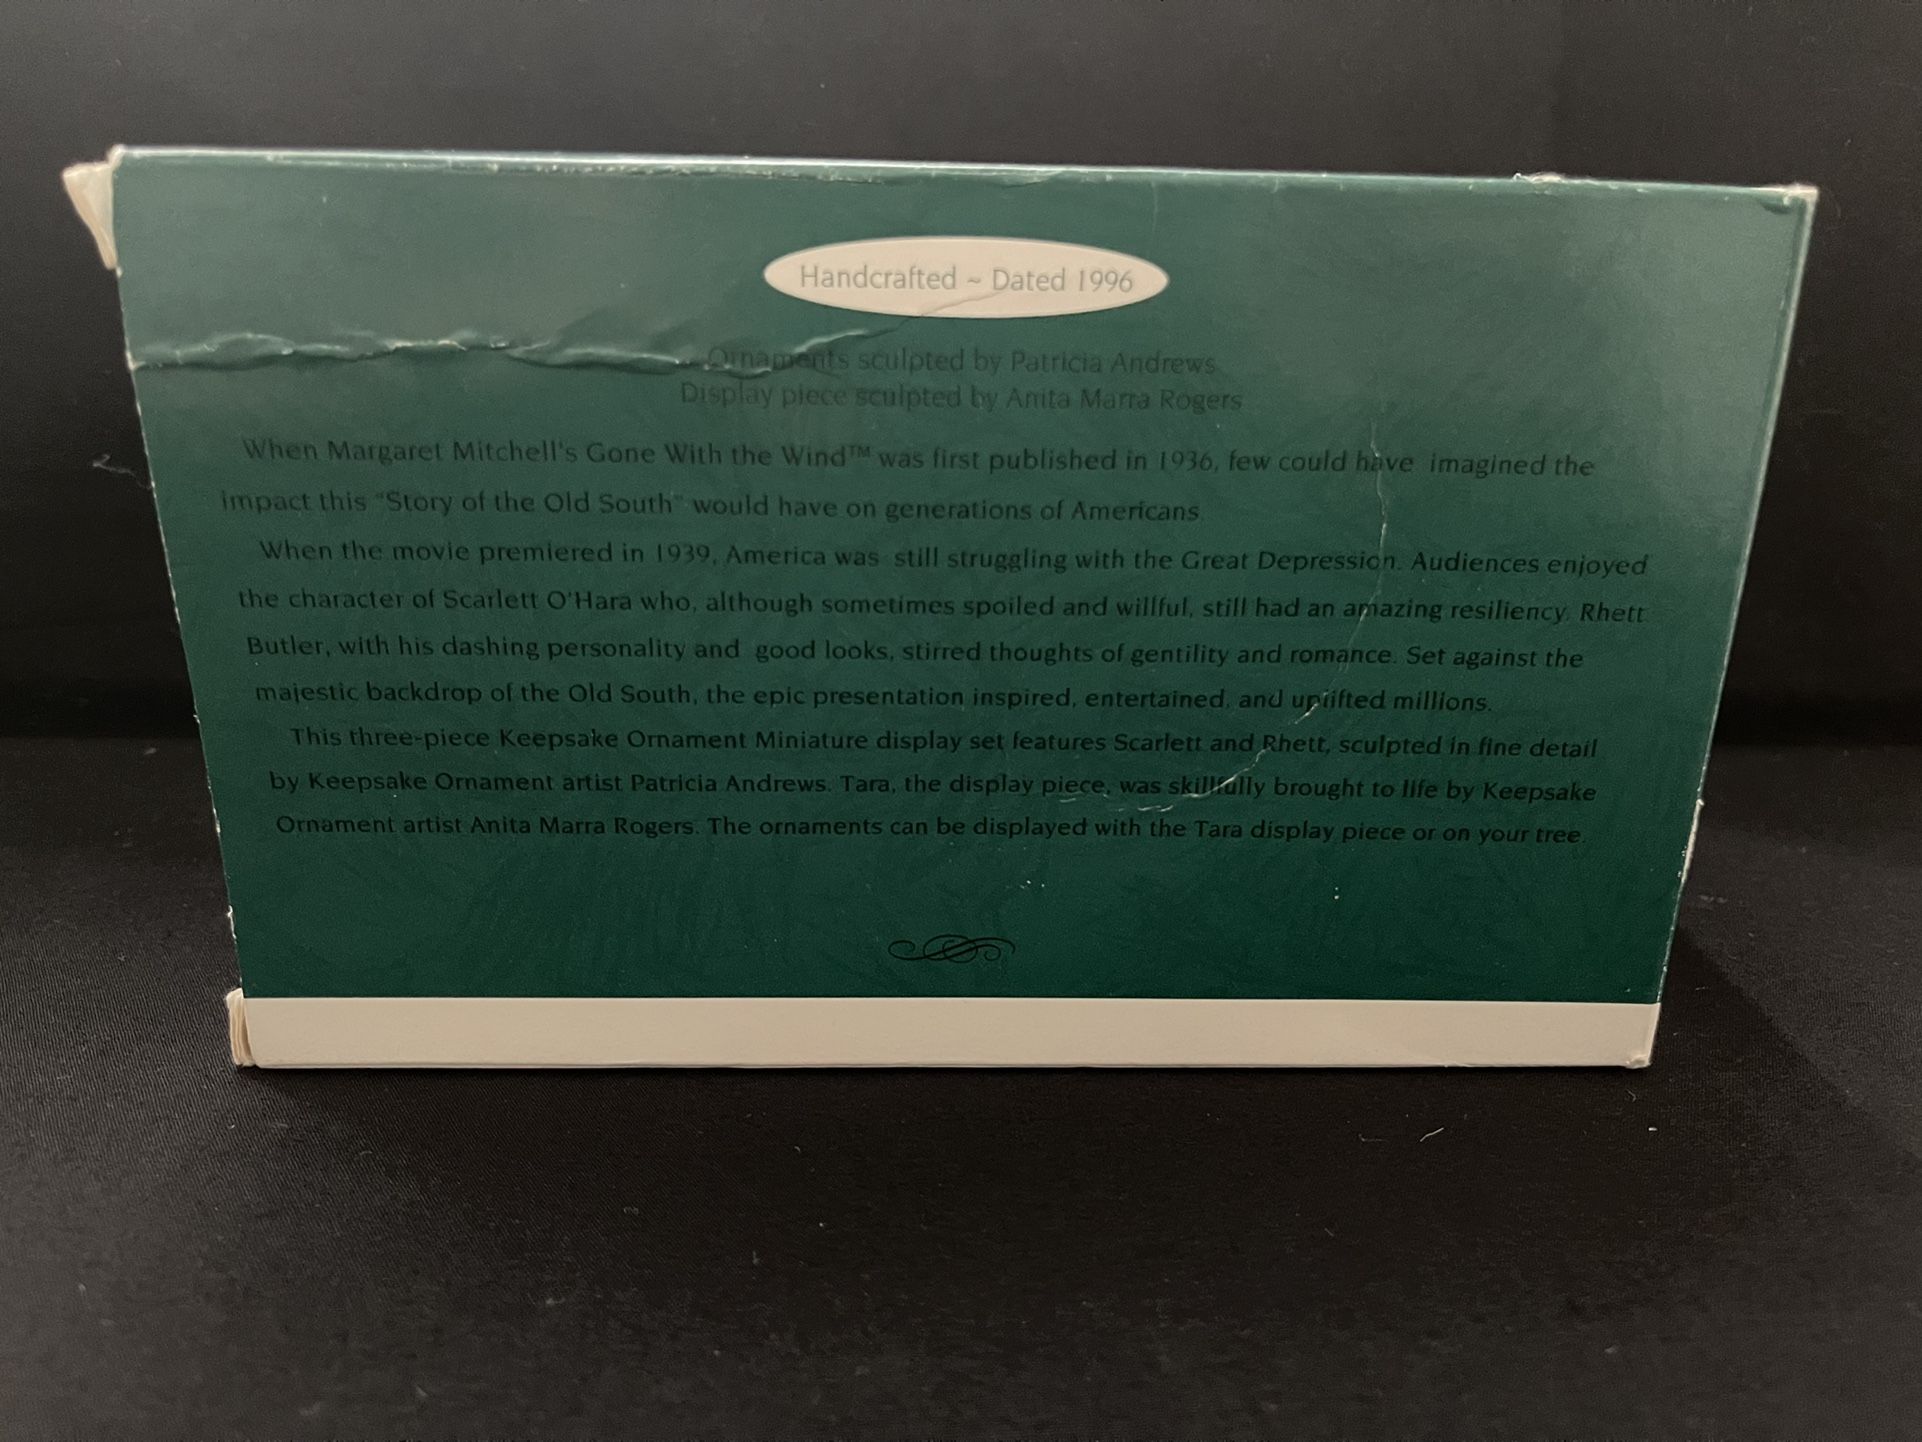 Handcrafted ~ Dated 1996
Ornaments sculpted by Patricia Andrews
Display piece sculpted by Anita Marra Rogers
When Margaret Mitchell's Gone With the Wind™ was first published in 1936, few could have imagined the
impact this "Story of the Old South" would have on generations of Americans.
When the movie premiered in 1939, America was still struggling with the Great Depression. Audiences enjoyed
the character of Scarlett O'Hara who, although sometimes spoiled and willful, still had an amazing resiliency. Rhett
Butler, with his dashing personality and good looks, stirred thoughts of gentility and romance. Set against the
majestic backdrop of the Old South, the epic presentation inspired, entertained, and uplifted millions.
This three-piece Keepsake Ornament Miniature display set features Scarlett and Rhett, sculpted in fine detail
by Keepsake Ornament artist Patricia Andrews. Tara, the display piece, was skillfully brought to life by Keepsake
Ornament artist Anita Marra Rogers. The ornaments can be displayed with the Tara display piece or on your tree.